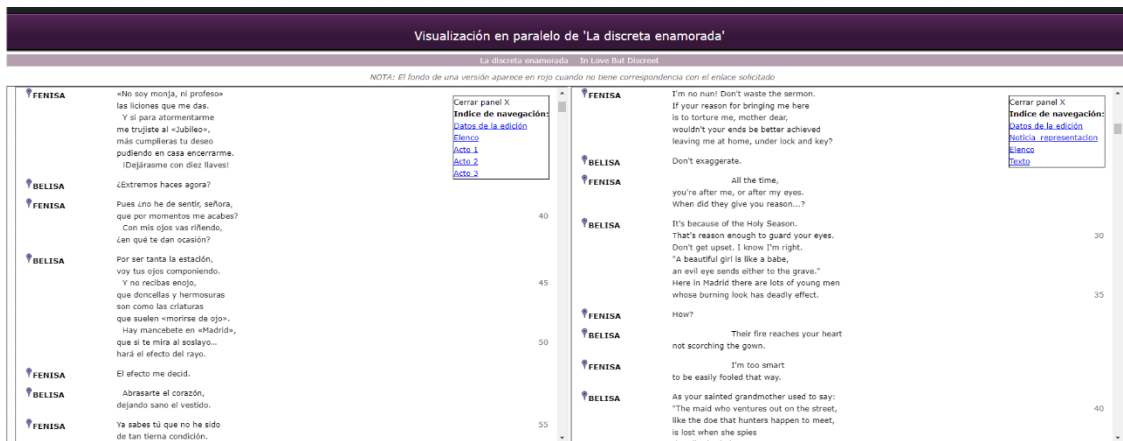 Visualización en paralelo de 'La discreta enamorada'
La discreta enamorada In Love But Discreet
NOTA: El fondo de una versión aparece en rojo cuando no tiene correspondencia con el enlace solicitado
FENISA «No soy monja, ni profeso»
las liciones que me das.
Y si para atormentarme
me trujiste al «Jubileo»,
más cumplieras tu deseo
pudiendo en casa encerrarme.
¡Dejárasme con diez llaves!
BELISA ¿Extremos haces agora?
FENISA Pues ¿no he de sentir, señora,
que por momentos me acabes? 40
Con mis ojos vas riñendo,
¿en qué te dan ocasión?
BELISA Por ser tanta la estación,
voy tus ojos componiendo.
Y no recibas enojo, 45
que doncellas y hermosuras
son como las criaturas
que suelen «morirse de ojo».
Hay mancebete en «Madrid»,
que si te mira al soslayo... 50
hará el efecto del rayo.
FENISA El efecto me decid.
BELISA Abrasarte el corazón,
dejando sano el vestido.
FENISA Ya sabes tú que no he sido 55
de tan tierna condición.
Cerrar panel X
Indice de navegación:
Datos de la edición
Elenco
Acto 1
Acto 2
Acto 3
FENISA I'm no nun! Don't waste the sermon.
If your reason for bringing me here
is to torture me, mother dear,
wouldn't your ends be better achieved
leaving me at home, under lock and key?
BELISA Don't exaggerate.
FENISA All the time,
you're after me, or after my eyes.
When did they give you reason...?
BELISA It's because of the Holy Season.
That's reason enough to guard your eyes. 30
Don't get upset. I know I'm right.
"A beautiful girl is like a babe,
an evil eye sends either to the grave."
Here in Madrid there are lots of young men
whose burning look has deadly effect. 35
FENISA How?
BELISA Their fire reaches your heart
not scorching the gown.
FENISA I'm too smart
to be easily fooled that way.
BELISA As your sainted grandmother used to say:
"The maid who ventures out on the street, 40
like the doe that hunters happen to meet,
is lost when she spies
Cerrar panel X
Indice de navegación:
Datos de la edición
Noticia_representacion
Elenco
Texto